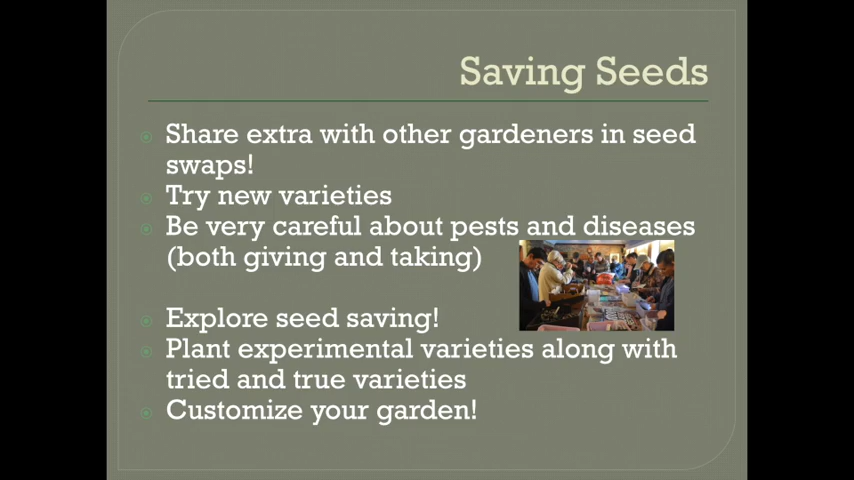 Saving Seeds
Share extra with other gardeners in seed
swaps!
Try new varieties
Be very careful about pests and diseases
(both giving and taking)
Explore seed saving!
Plant experimental varieties along with
tried and true varieties
Customize your garden!